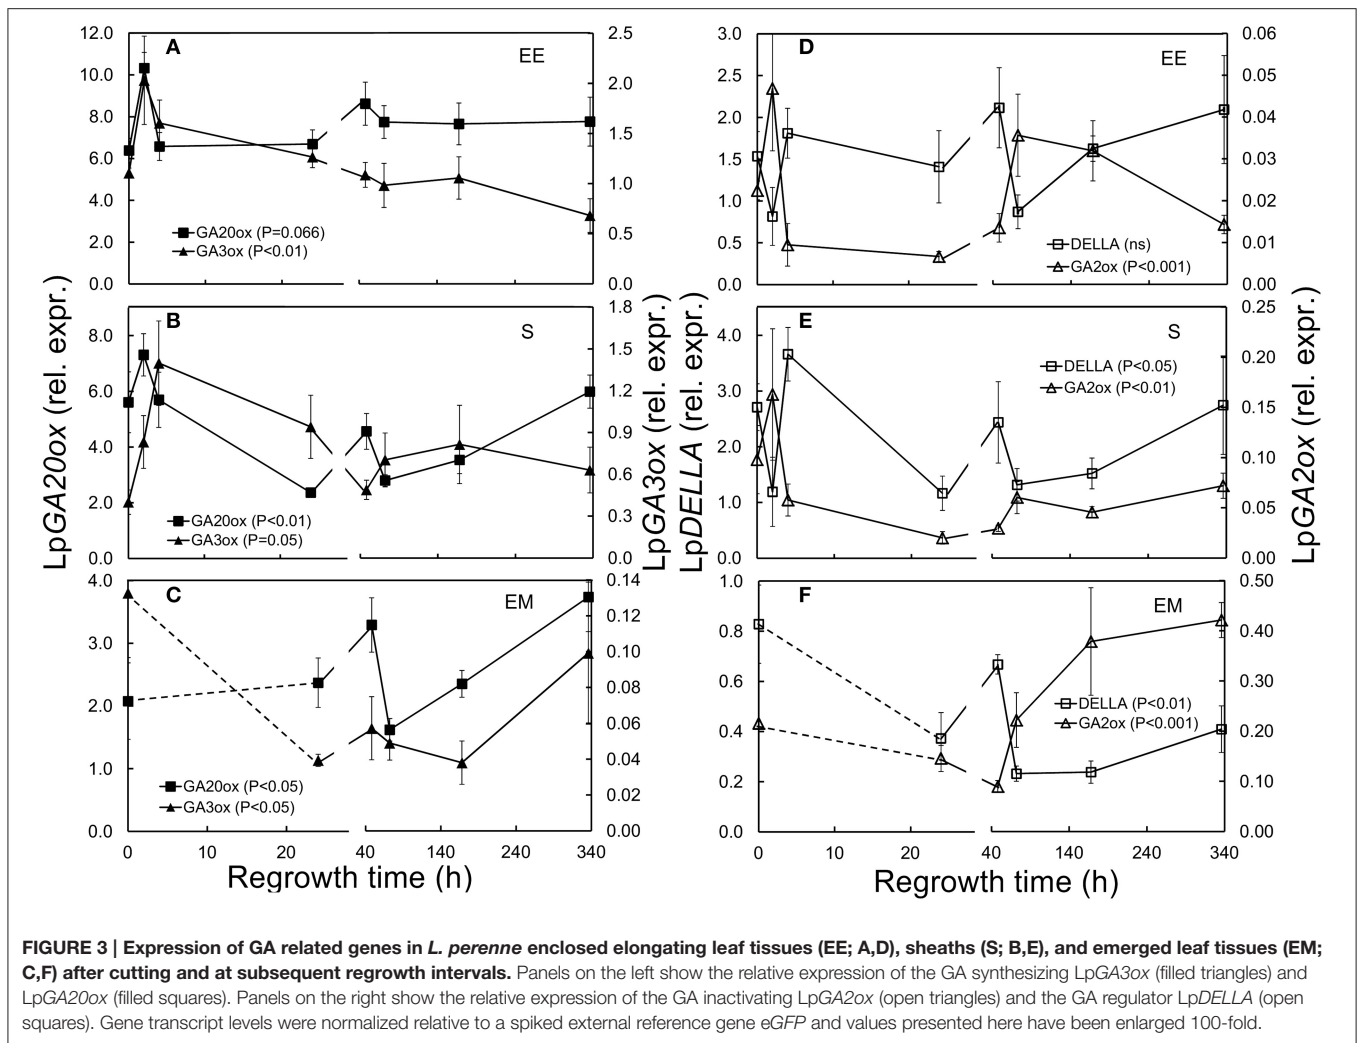 A
EE
12.0
10.0
8.0
6.0
4.0
2.0
0.0
2.5
2.0
1.5
1.0
0.5
0.0
GA20ox (P=0.066)
GA3ox (P<0.01)
D
EE
3.0
2.5
2.0
1.5
1.0
0.5
0.0
0.06
0.05
0.04
0.03
0.02
0.01
0.00
DELLA (ns)
GA2ox (P<0.001)
B
S
8.0
6.0
4.0
2.0
0.0
1.8
1.5
1.2
0.9
0.6
0.3
0.0
GA20ox (P<0.01)
GA3ox (P=0.05)
E
S
4.0
3.0
2.0
1.0
0.0
0.25
0.20
0.15
0.10
0.05
0.00
DELLA (P<0.05)
GA2ox (P<0.01)
C
EM
4.0
3.0
2.0
1.0
0.0
0.14
0.12
0.10
0.08
0.06
0.04
0.02
0.00
GA20ox (P<0.05)
GA3ox (P<0.05)
0 10 20 40 140 240 340
F
EM
1.0
0.8
0.6
0.4
0.2
0.0
0.50
0.40
0.30
0.20
0.10
0.00
DELLA (P<0.01)
GA2ox (P<0.001)
0 10 20 40 140 240 340
LpGA20ox (rel. expr.)
LpGA3ox (rel. expr.)
LpDELLA (rel. expr.)
LpGA2ox (rel. expr.)
Regrowth time (h)
Regrowth time (h)
FIGURE 3 | Expression of GA related genes in L. perenne enclosed elongating leaf tissues (EE; A,D), sheaths (S; B,E), and emerged leaf tissues (EM;
C,F) after cutting and at subsequent regrowth intervals. Panels on the left show the relative expression of the GA synthesizing LpGA3ox (filled triangles) and
LpGA20ox (filled squares). Panels on the right show the relative expression of the GA inactivating LpGA2ox (open triangles) and the GA regulator LpDELLA (open
squares). Gene transcript levels were normalized relative to a spiked external reference gene eGFP and values presented here have been enlarged 100-fold.